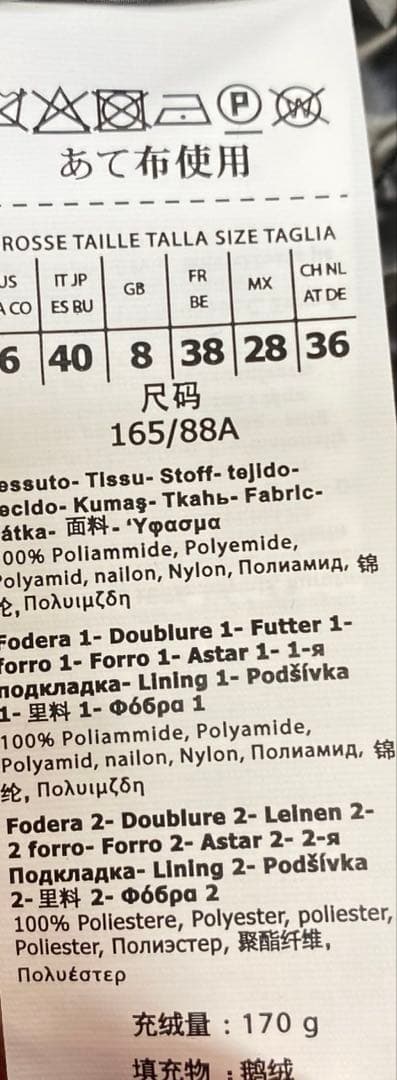 P W
あて布使用
ROSSE TAILLE TALLA SIZE TAGLIA
US IT JP GB FR MX CH NL
A CO ES BU BE AT DE
6 40 8 38 28 36
尺码
165/88A
essuto- Tissu- Stoff- tejido-
ecido- Kumaş- Tkahь- Fabric-
átka- 面料- ‘Υφασμα
00% Poliammide, Polyemide,
Polyamid, nailon, Nylon, Полиамид, 锦
纶, Πολυιμζδη
Fodera 1- Doublure 1- Futter 1-
forro 1- Forro 1- Astar 1- 1-я
подкладка- Lining 1- Podšívka
1- 里料 1- Φόβρα 1
100% Poliammide, Polyamide,
Polyamid, nailon, Nylon, Полиамид, 锦
纶, Πολυιμζδη
Fodera 2- Doublure 2- Leinen 2-
2 forro- Forro 2- Astar 2- 2-я
Подкладка- Lining 2- Podšívka
2- 里料 2- Φόβρα 2
100% Poliestere, Polyester, poliester,
Poliester, Полиэстер, 聚酯纤维,
Πολυέστερ
充绒量 : 170 g
填充物 : 鹅绒